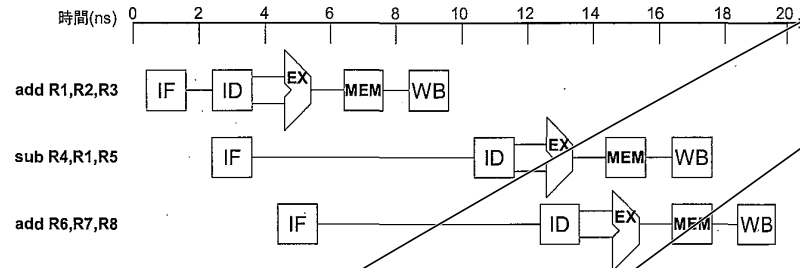 時間(ns) 0 2 4 6 8 10 12 14 16 18 20
add R1,R2,R3 IF ID EX MEM WB
sub R4,R1,R5 IF ID EX MEM WB
add R6,R7,R8 IF ID EX MEM WB